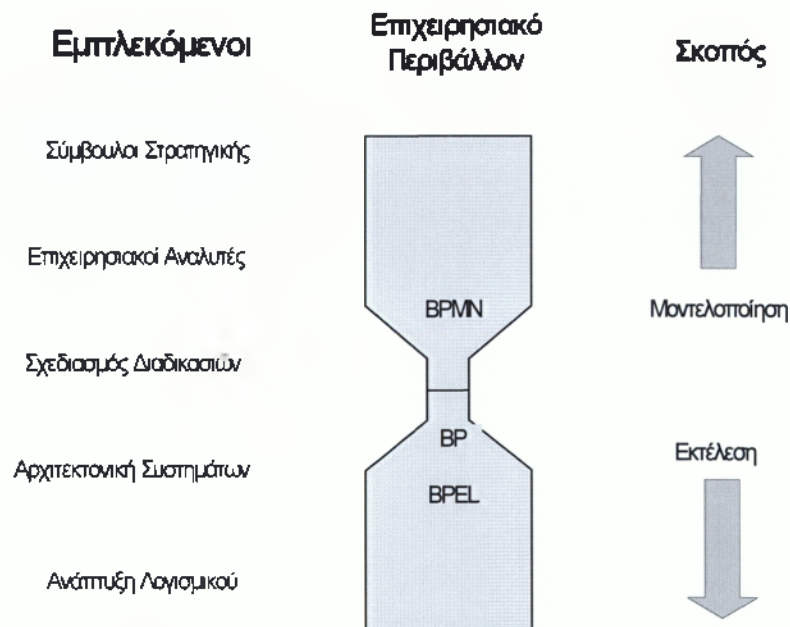 Εμπλεκόμενοι
Επιχειρησιακό
Περιβάλλον
Σκοπός
Σύμβουλοι Στρατηγικής
Επιχειρησιακοί Αναλυτές
BPMN
Μοντελοποίηση
Σχεδιασμός Διαδικασιών
BP
Εκτέλεση
Αρχιτεκτονική Συστημάτων
BPEL
Ανάπτυξη Λογισμικού